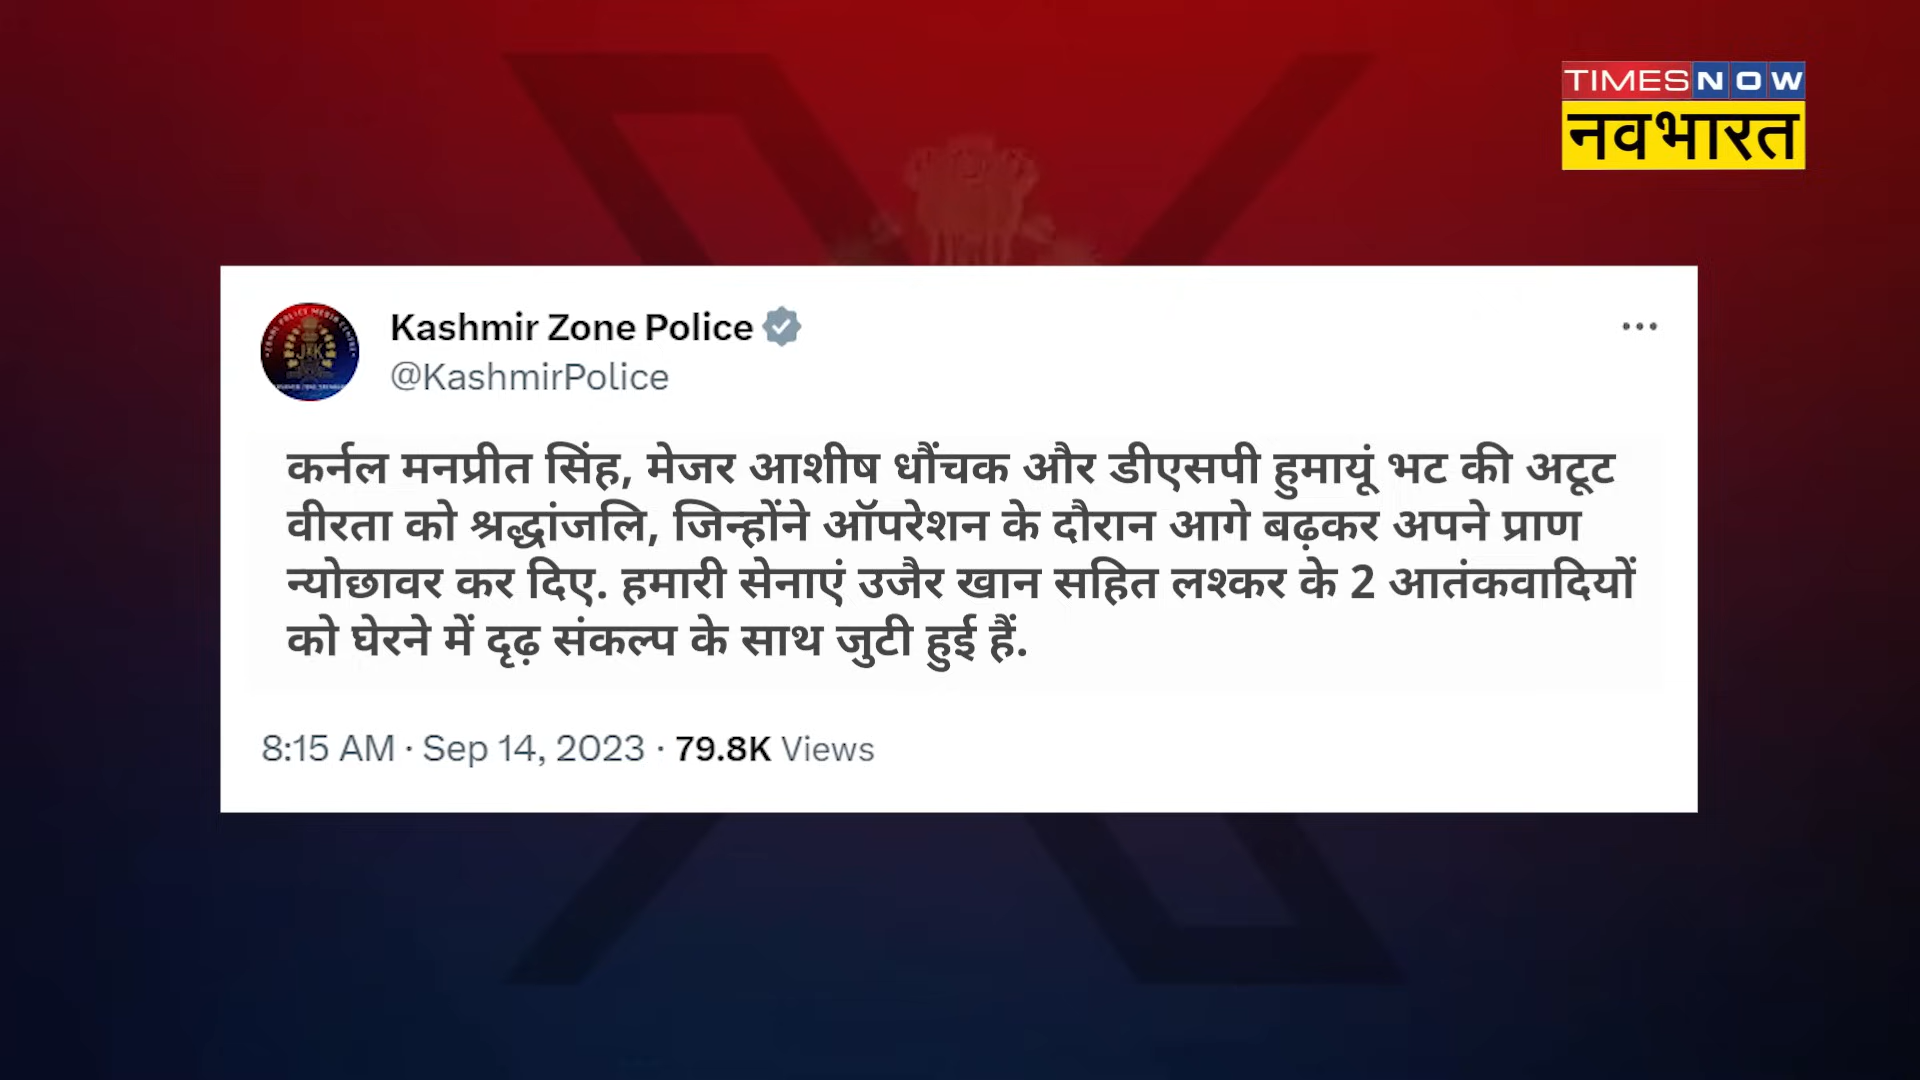 TIMES NOW
नवभारत
Kashmir Zone Police
@KashmirPolice
कर्नल मनप्रीत सिंह, मेजर आशीष धौंचक और डीएसपी हुमायूं भट की अटूट
वीरता को श्रद्धांजलि, जिन्होंने ऑपरेशन के दौरान आगे बढ़कर अपने प्राण
न्योछावर कर दिए. हमारी सेनाएं उजैर खान सहित लश्कर के 2 आतंकवादियों
को घेरने में दृढ़ संकल्प के साथ जुटी हुई हैं.
8:15 AM · Sep 14, 2023 · 79.8K Views